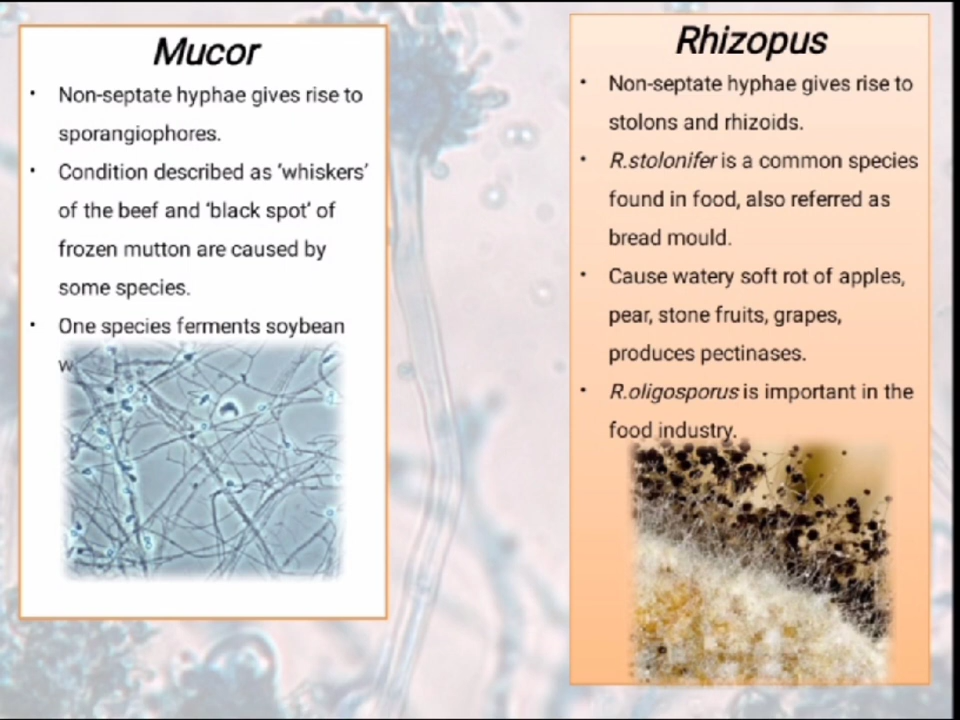 Mucor
• Non-septate hyphae gives rise to
sporangiophores.
• Condition described as ‘whiskers’
of the beef and ‘black spot’ of
frozen mutton are caused by
some species.
• One species ferments soybean
Rhizopus
• Non-septate hyphae gives rise to
stolons and rhizoids.
• R.stolonifer is a common species
found in food, also referred as
bread mould.
• Cause watery soft rot of apples,
pear, stone fruits, grapes,
produces pectinases.
• R.oligosporus is important in the
food industry.